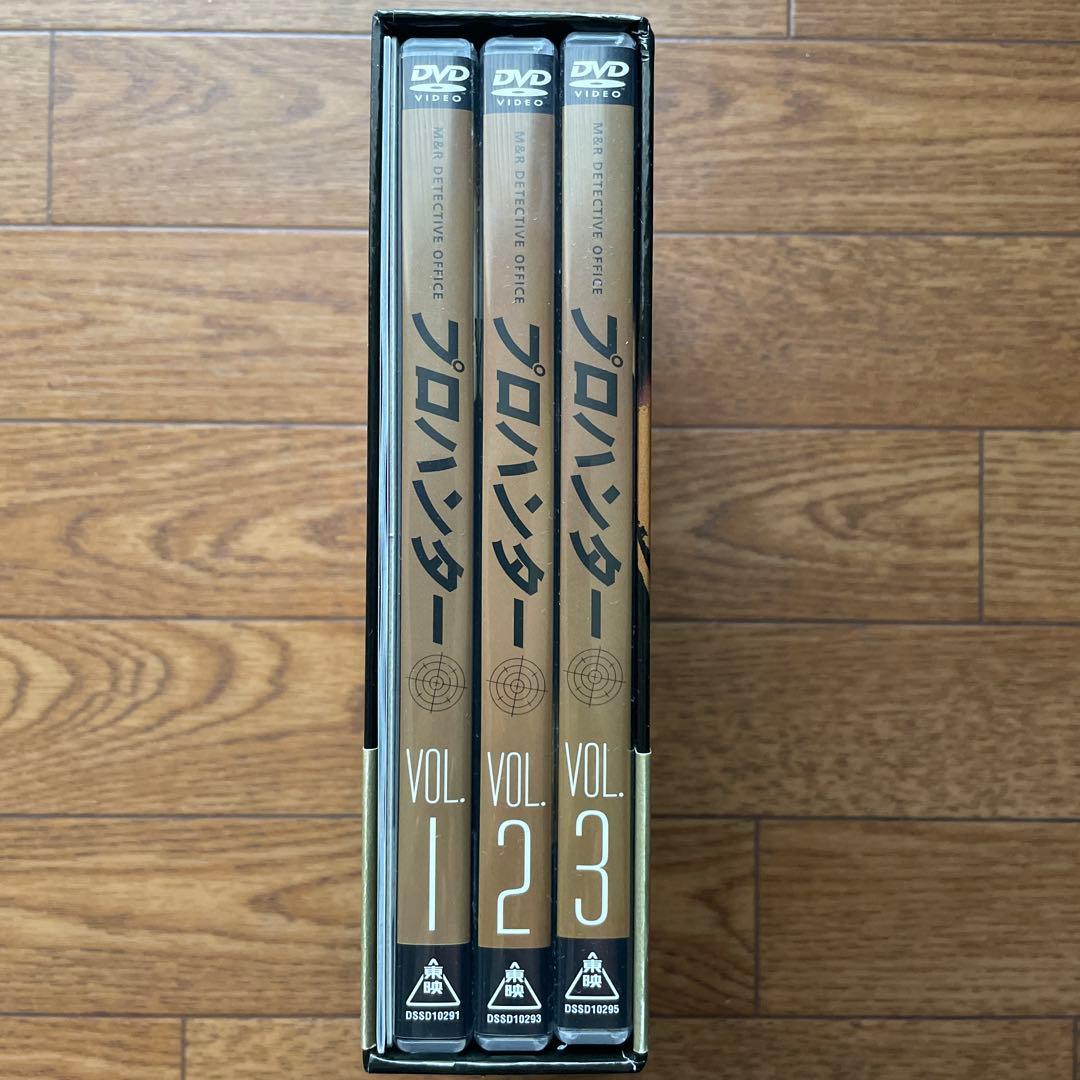 DVD
VIDEO
M&R DETECTIVE OFFICE
プロハンター
VOL.
1
東映
DSSD10291
DVD
VIDEO
M&R DETECTIVE OFFICE
プロハンター
VOL.
2
東映
DSSD10293
DVD
VIDEO
M&R DETECTIVE OFFICE
プロハンター
VOL.
3
東映
DSSD10295